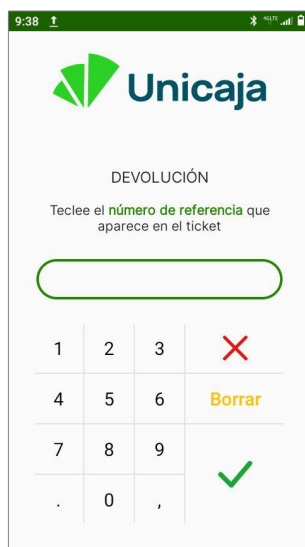 9:38
Unicaja
DEVOLUCIÓN
Teclee el número de referencia que
aparece en el ticket
1 2 3
4 5 6 Borrar
7 8 9
. 0 ,